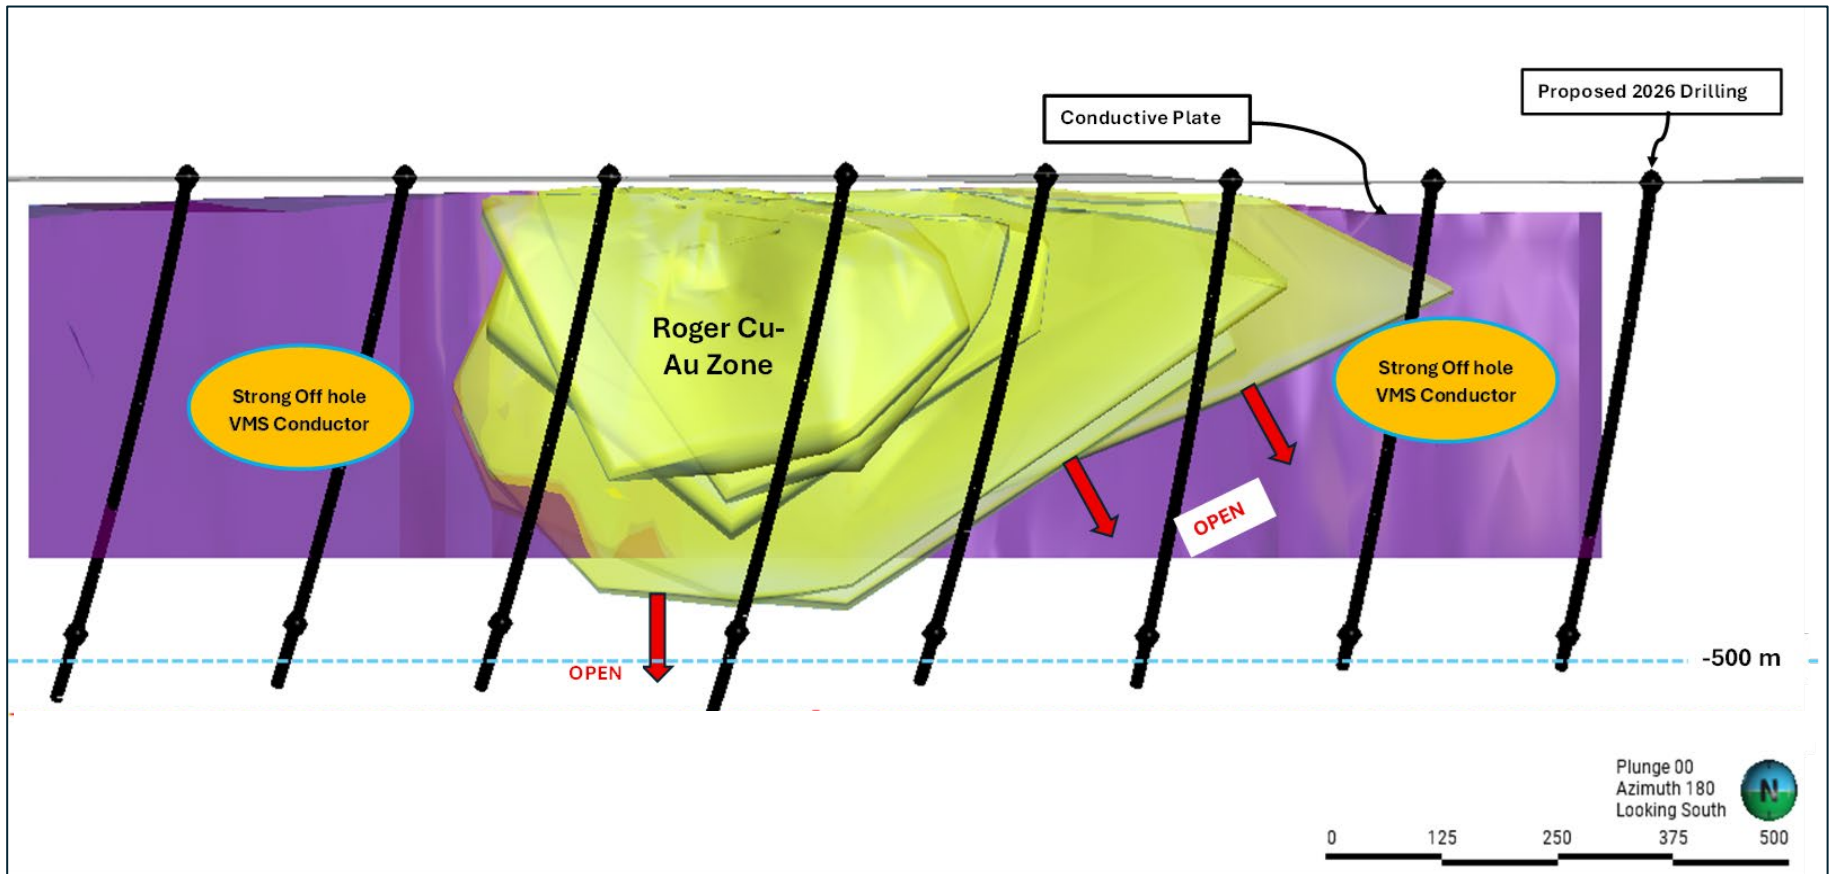 Proposed 2026 Drilling
Conductive Plate
Roger Cu-
Au Zone
Strong Off hole
VMS Conductor
Strong Off hole
VMS Conductor
OPEN
OPEN
-500 m
Plunge 00
Azimuth 180
Looking South
N
0 125 250 375 500